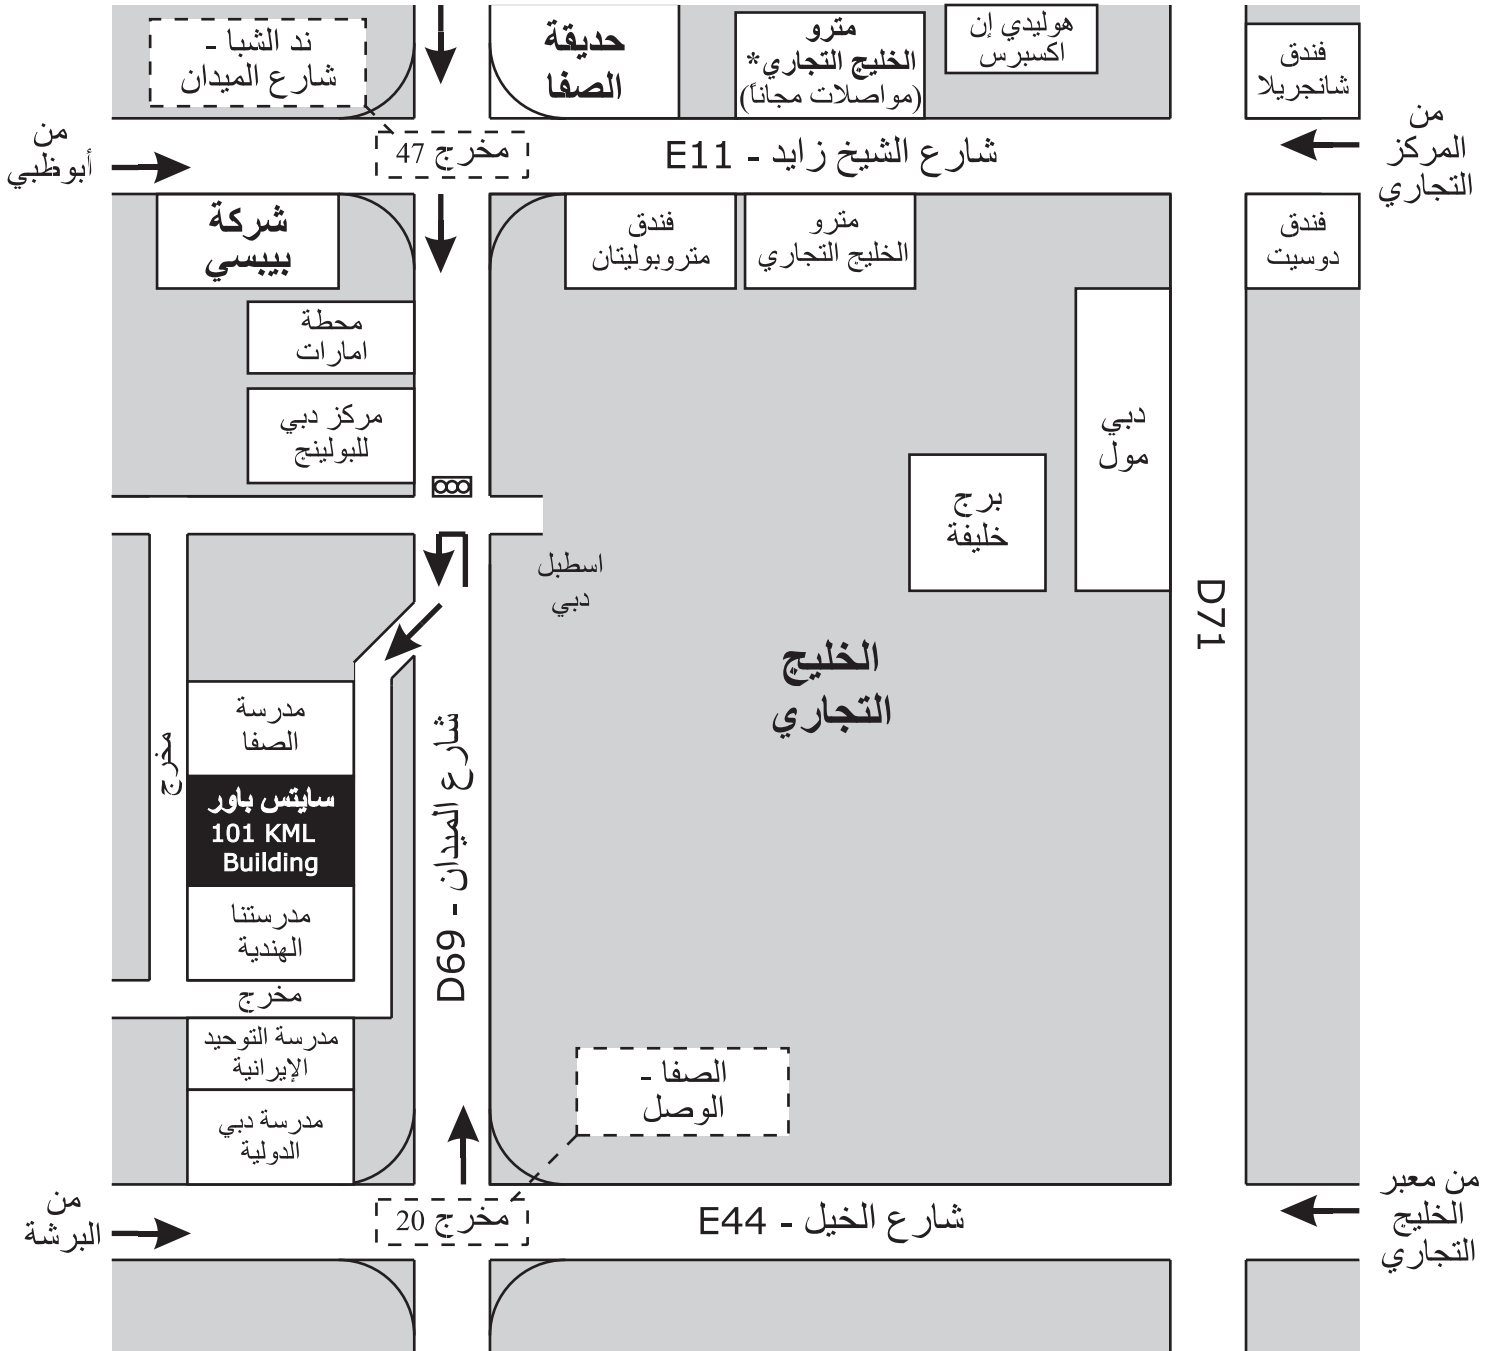 ند الشبا -
شارع الميدان
حديقة
الصفا
مترو
الخليج التجاري*
(مواصلات مجاناً)
هوليدي إن
اكسبرس
فندق
شانجريلا
من
أبوظبي
مخرج 47
شارع الشيخ زايد - E11
من
المركز
التجاري
شركة
بيبسي
فندق
متروبوليتان
مترو
الخليج التجاري
فندق
دوسيت
محطة
امارات
مركز دبي
للبولينج
دبي
مول
برج
خليفة
اسطبل
دبي
D71
الخليج
التجاري
مدرسة
الصفا
مخرج
سايتس باور
101 KML
Building
شارع الميدان - D69
مدرستنا
الهندية
مخرج
مدرسة التوحيد
الإيرانية
مدرسة دبي
الدولية
الصفا -
الوصل
من
البرشة
مخرج 20
شارع الخيل - E44
من معبر
الخليج
التجاري